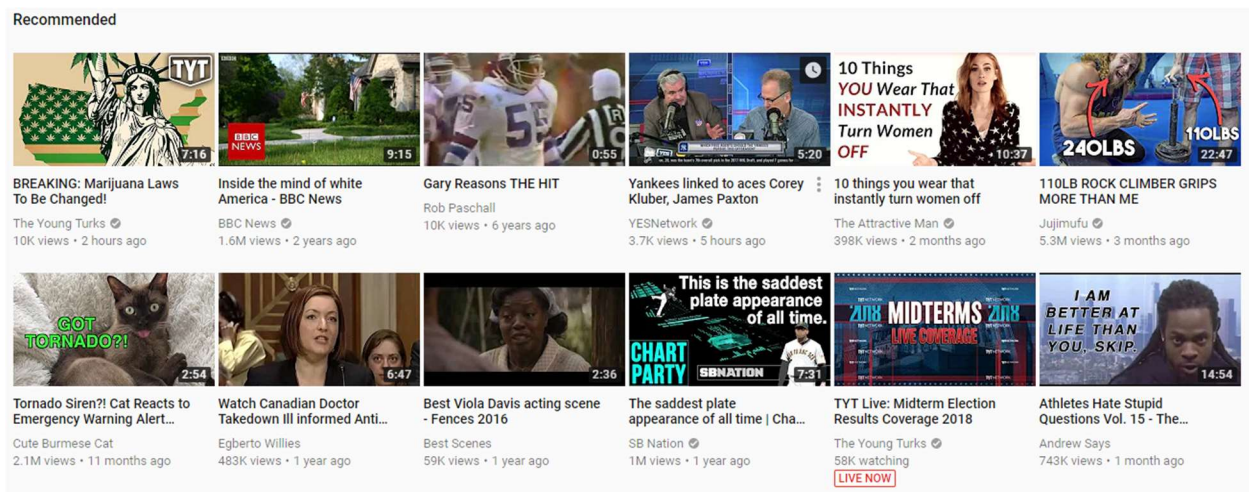 Recommended
TYT
7:16
BBC
BBC
NEWS
9:15
55
0:55
5:20
10 Things
YOU Wear That
INSTANTLY
Turn Women
OFF
10:37
240LBS
110LBS
22:47
BREAKING: Marijuana Laws
To Be Changed!
The Young Turks
10K views • 2 hours ago
Inside the mind of white
America - BBC News
BBC News
1.6M views • 2 years ago
Gary Reasons THE HIT
Rob Paschall
10K views • 6 years ago
Yankees linked to aces Corey
Kluber, James Paxton
YESNetwork
3.7K views • 5 hours ago
10 things you wear that
instantly turn women off
The Attractive Man
398K views • 2 months ago
110LB ROCK CLIMBER GRIPS
MORE THAN ME
Jujimufu
5.3M views • 3 months ago
GOT
TORNADO?!
2:54
6:47
2:36
This is the saddest
plate appearance
of all time.
CHART
PARTY
SBNATION
7:31
2018 MIDTERMS 2018
LIVE COVERAGE
I AM
BETTER AT
LIFE THAN
YOU, SKIP.
14:54
Tornado Siren?! Cat Reacts to
Emergency Warning Alert...
Cute Burmese Cat
2.1M views • 11 months ago
Watch Canadian Doctor
Takedown Ill informed Anti...
Egberto Willies
483K views • 1 year ago
Best Viola Davis acting scene
- Fences 2016
Best Scenes
59K views • 1 year ago
The saddest plate
appearance of all time | Cha...
SB Nation
1M views • 1 year ago
TYT Live: Midterm Election
Results Coverage 2018
The Young Turks
58K watching
LIVE NOW
Athletes Hate Stupid
Questions Vol. 15 - The...
Andrew Says
743K views • 1 month ago